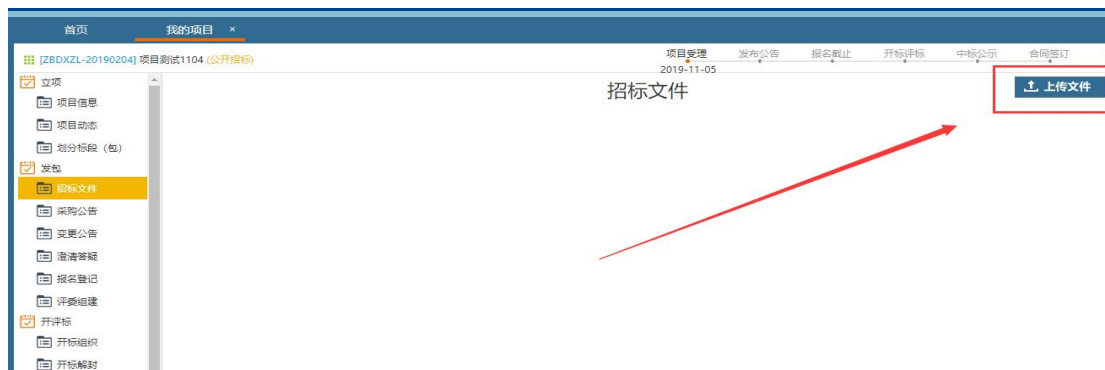 首页 我的项目 ×
[ZBDXZL-20190204] 项目测试1104 (公开招标) 项目受理 发布公告 报名截止 开标评标 中标公示 合同签订
2019-11-05
立项
招标文件 上传文件
项目信息
项目动态
划分标段（包）
发包
招标文件
采购公告
变更公告
澄清答疑
报名登记
评委组建
开评标
开标组织
开标解封